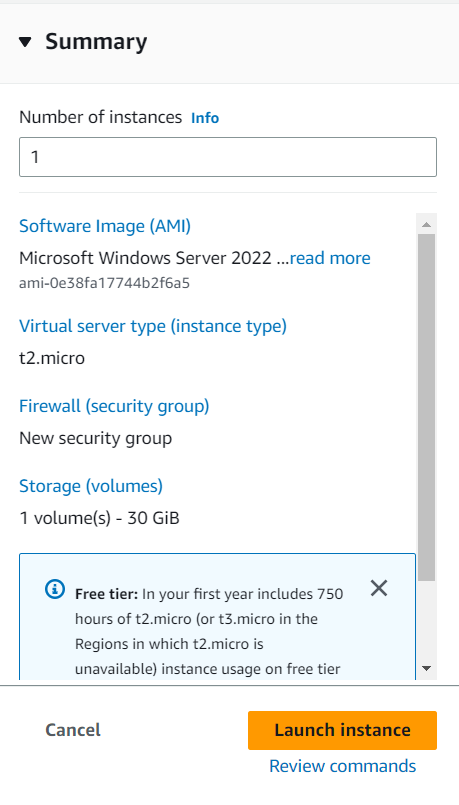 Summary
Number of instances Info
1
Software Image (AMI)
Microsoft Windows Server 2022 ...read more
ami-0e38fa17744b2f6a5
Virtual server type (instance type)
t2.micro
Firewall (security group)
New security group
Storage (volumes)
1 volume(s) - 30 GiB
Free tier: In your first year includes 750
hours of t2.micro (or t3.micro in the
Regions in which t2.micro is
unavailable) instance usage on free tier
Cancel
Launch instance
Review commands